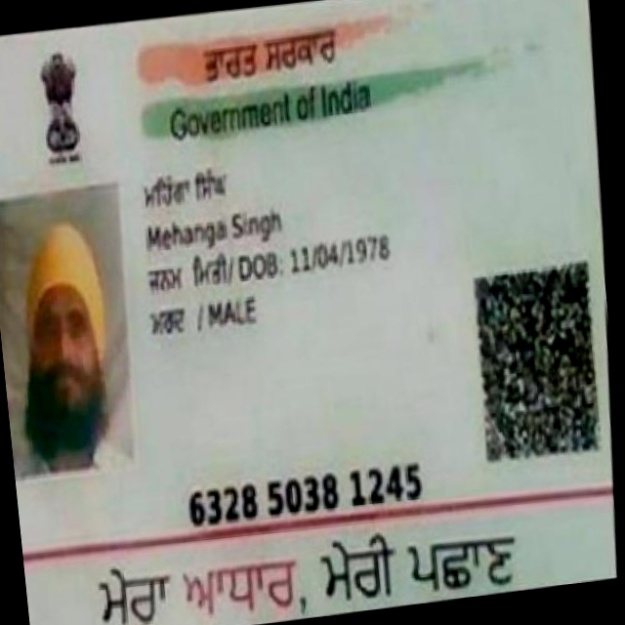 ਭਾਰਤ ਸਰਕਾਰ
Government of India
ਮਹਿੰਗਾ ਸਿੰਘ
Mehanga Singh
ਜਨਮ ਮਿਤੀ/ DOB: 11/04/1978
ਮਰਦ / MALE
6328 5038 1245
ਮੇਰਾ ਆਧਾਰ, ਮੇਰੀ ਪਛਾਣ